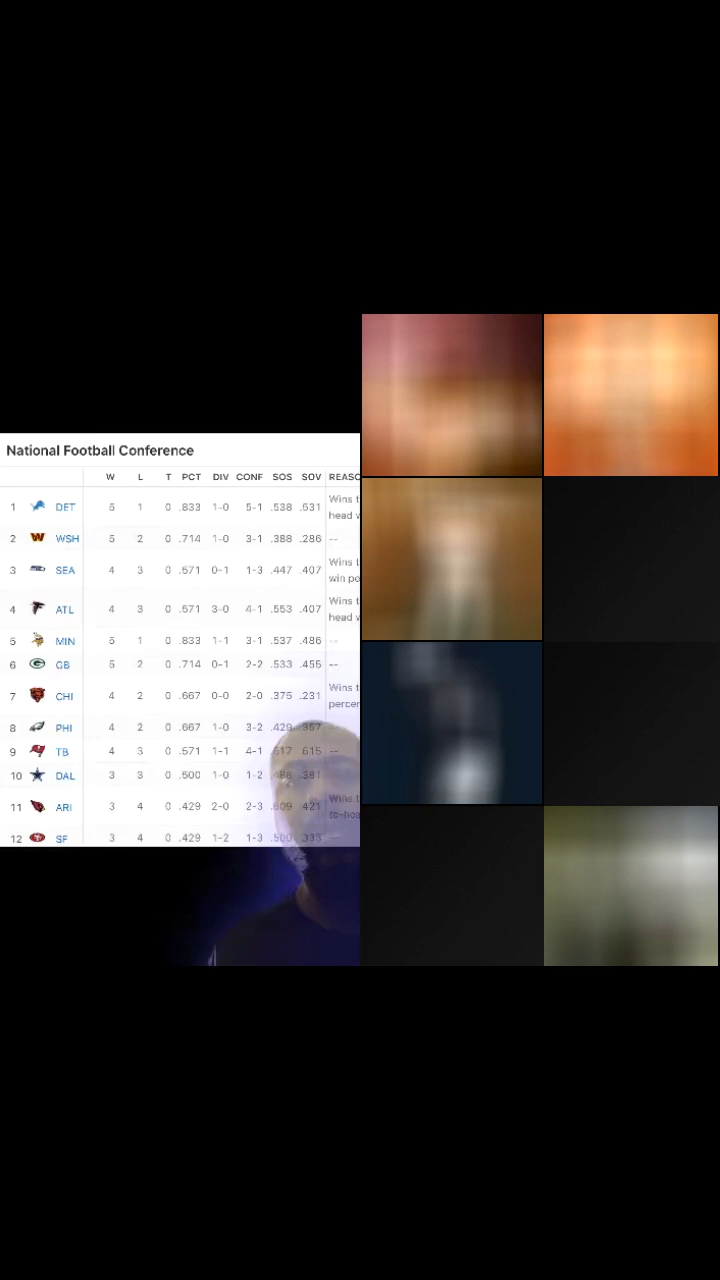 National Football Conference
W L T PCT DIV CONF SOS SOV REASO
1 DET 5 1 0 .833 1-0 5-1 .538 .531 Wins t
head w
2 WSH 5 2 0 .714 1-0 3-1 .388 .286 --
3 SEA 4 3 0 .571 0-1 1-3 .447 .407 Wins t
win po
4 ATL 4 3 0 .571 3-0 4-1 .553 .407 Wins t
head w
5 MIN 5 1 0 .833 1-1 3-1 .537 .486 --
6 GB 5 2 0 .714 0-1 2-2 .533 .455 --
7 CHI 4 2 0 .667 0-0 2-0 .375 .231 Wins t
percer
8 PHI 4 2 0 .667 1-0 3-2 .429
9 TB 4 3 0 .571 1-1 4-1 .517 .615 --
10 DAL 3 3 0 .500 1-0 1-2
11 ARI 3 4 0 .429 2-0 2-3 .421 Wins t
12 SF 3 4 0 .429 1-2 1-3